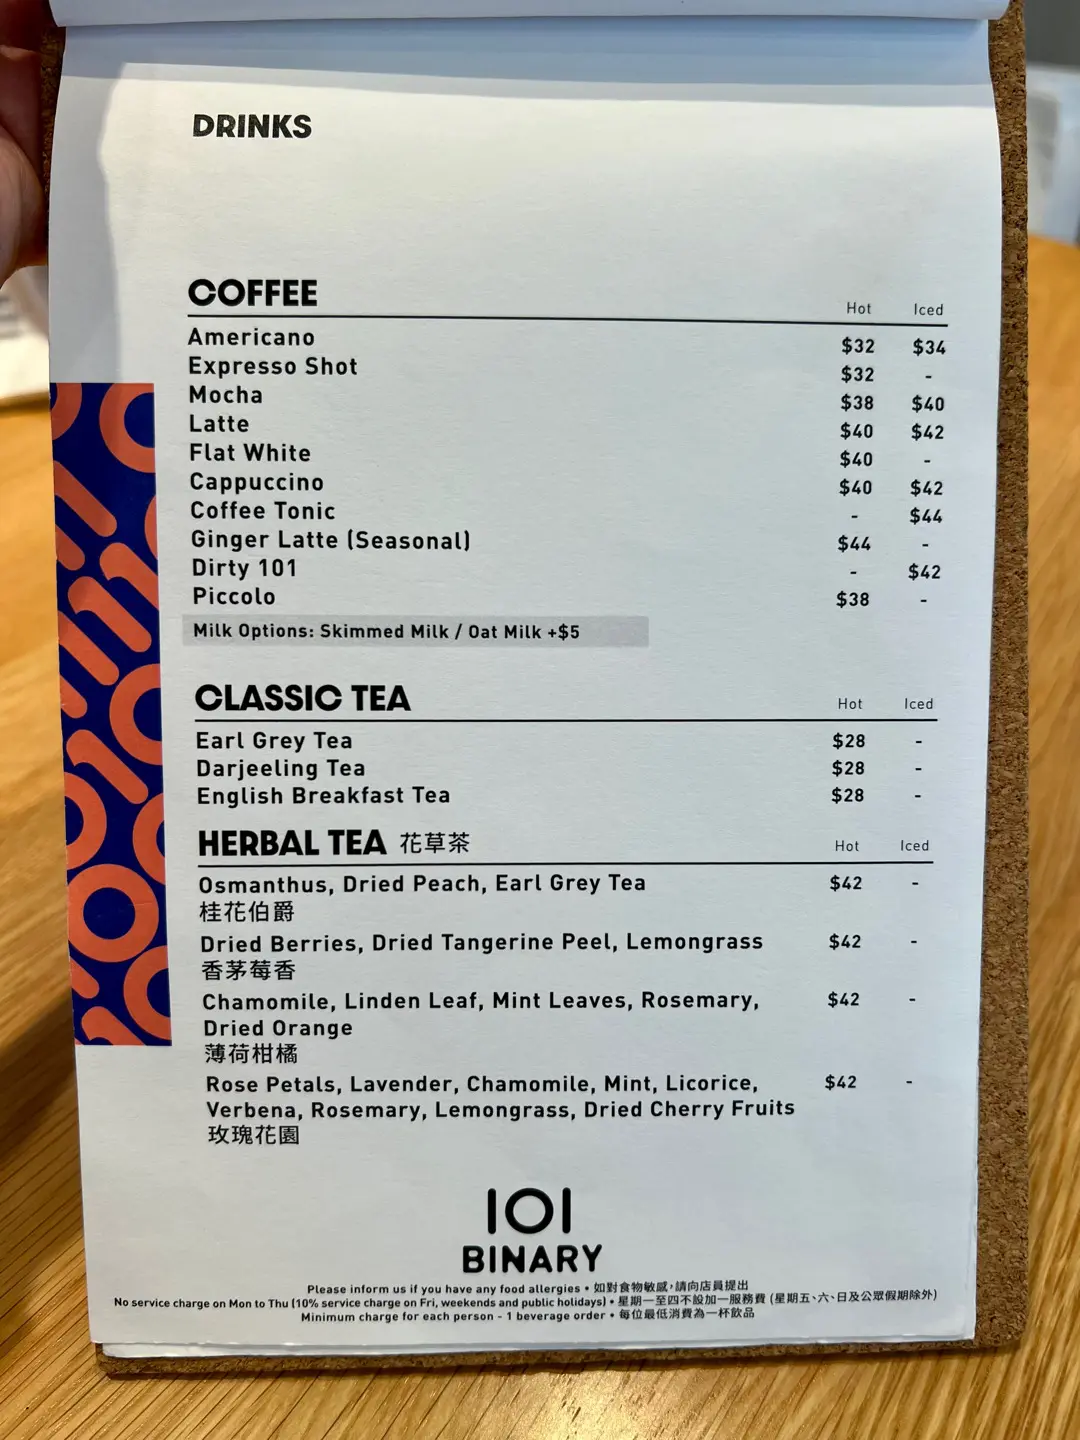 DRINKS
COFFEE Hot Iced
Americano $32 $34
Expresso Shot $32 -
Mocha $38 $40
Latte $40 $42
Flat White $40 -
Cappuccino $40 $42
Coffee Tonic - $44
Ginger Latte (Seasonal) $44 -
Dirty 101 - $42
Piccolo $38 -
Milk Options: Skimmed Milk / Oat Milk +$5
CLASSIC TEA Hot Iced
Earl Grey Tea $28 -
Darjeeling Tea $28 -
English Breakfast Tea $28 -
HERBAL TEA 花草茶 Hot Iced
Osmanthus, Dried Peach, Earl Grey Tea $42 -
桂花伯爵
Dried Berries, Dried Tangerine Peel, Lemongrass $42 -
香茅莓香
Chamomile, Linden Leaf, Mint Leaves, Rosemary, $42 -
Dried Orange
薄荷柑橘
Rose Petals, Lavender, Chamomile, Mint, Licorice, $42 -
Verbena, Rosemary, Lemongrass, Dried Cherry Fruits
玫瑰花園
101
BINARY
Please inform us if you have any food allergies • 如對食物敏感，請向店員提出
No service charge on Mon to Thu (10% service charge on Fri, weekends and public holidays) • 星期一至四不設加一服務費 (星期五、六、日及公眾假期除外)
Minimum charge for each person - 1 beverage order • 每位最低消費為一杯飲品